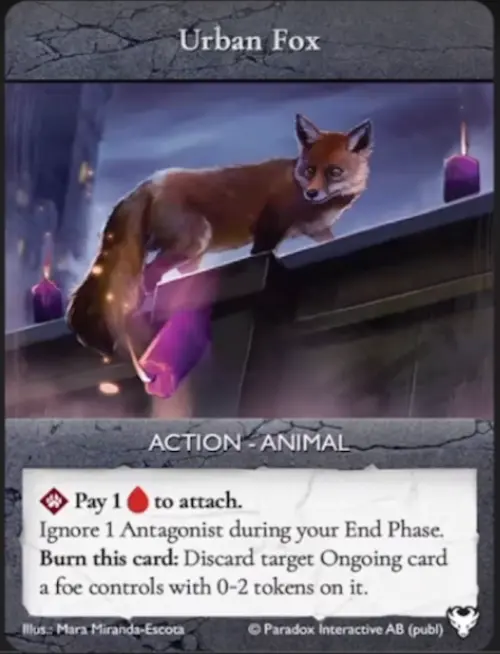 Urban Fox
ACTION - ANIMAL
Pay 1 to attach.
Ignore 1 Antagonist during your End Phase.
Burn this card: Discard target Ongoing card
a foe controls with 0-2 tokens on it.
Illus.: Mara Miranda-Escota
© Paradox Interactive AB (publ)